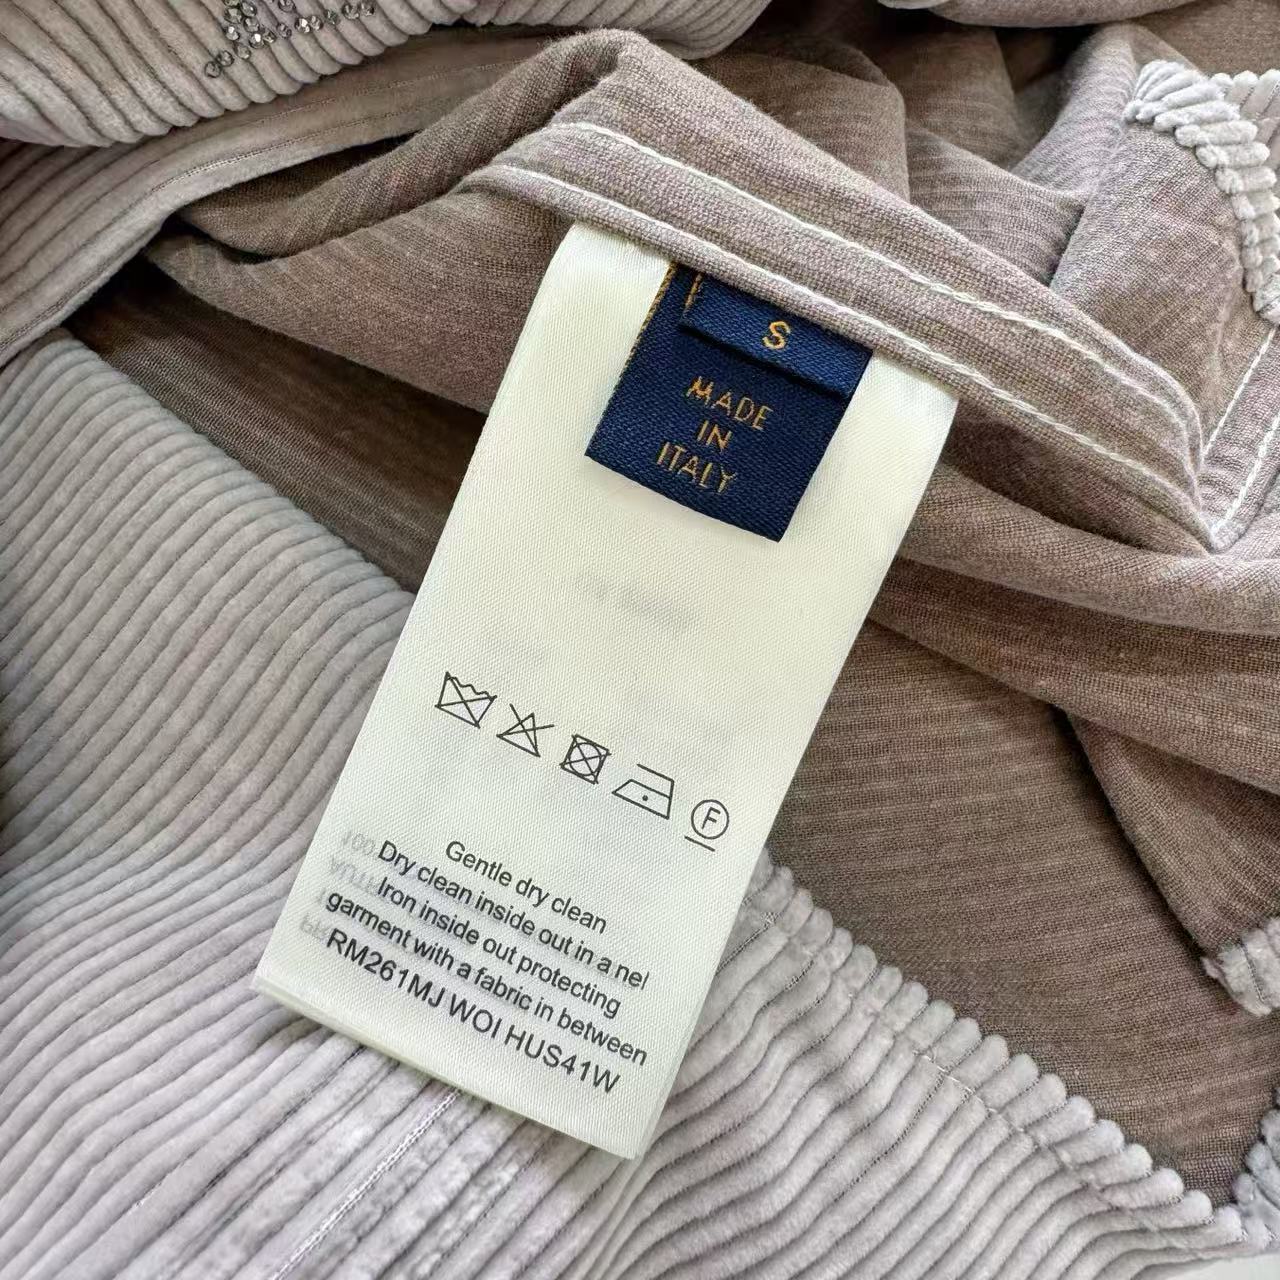 S
MADE
IN
ITALY
F
Gentle dry clean
Dry clean inside out in a nel
Iron inside out protecting
garment with a fabric in between
RM261MJ WOI HUS41W